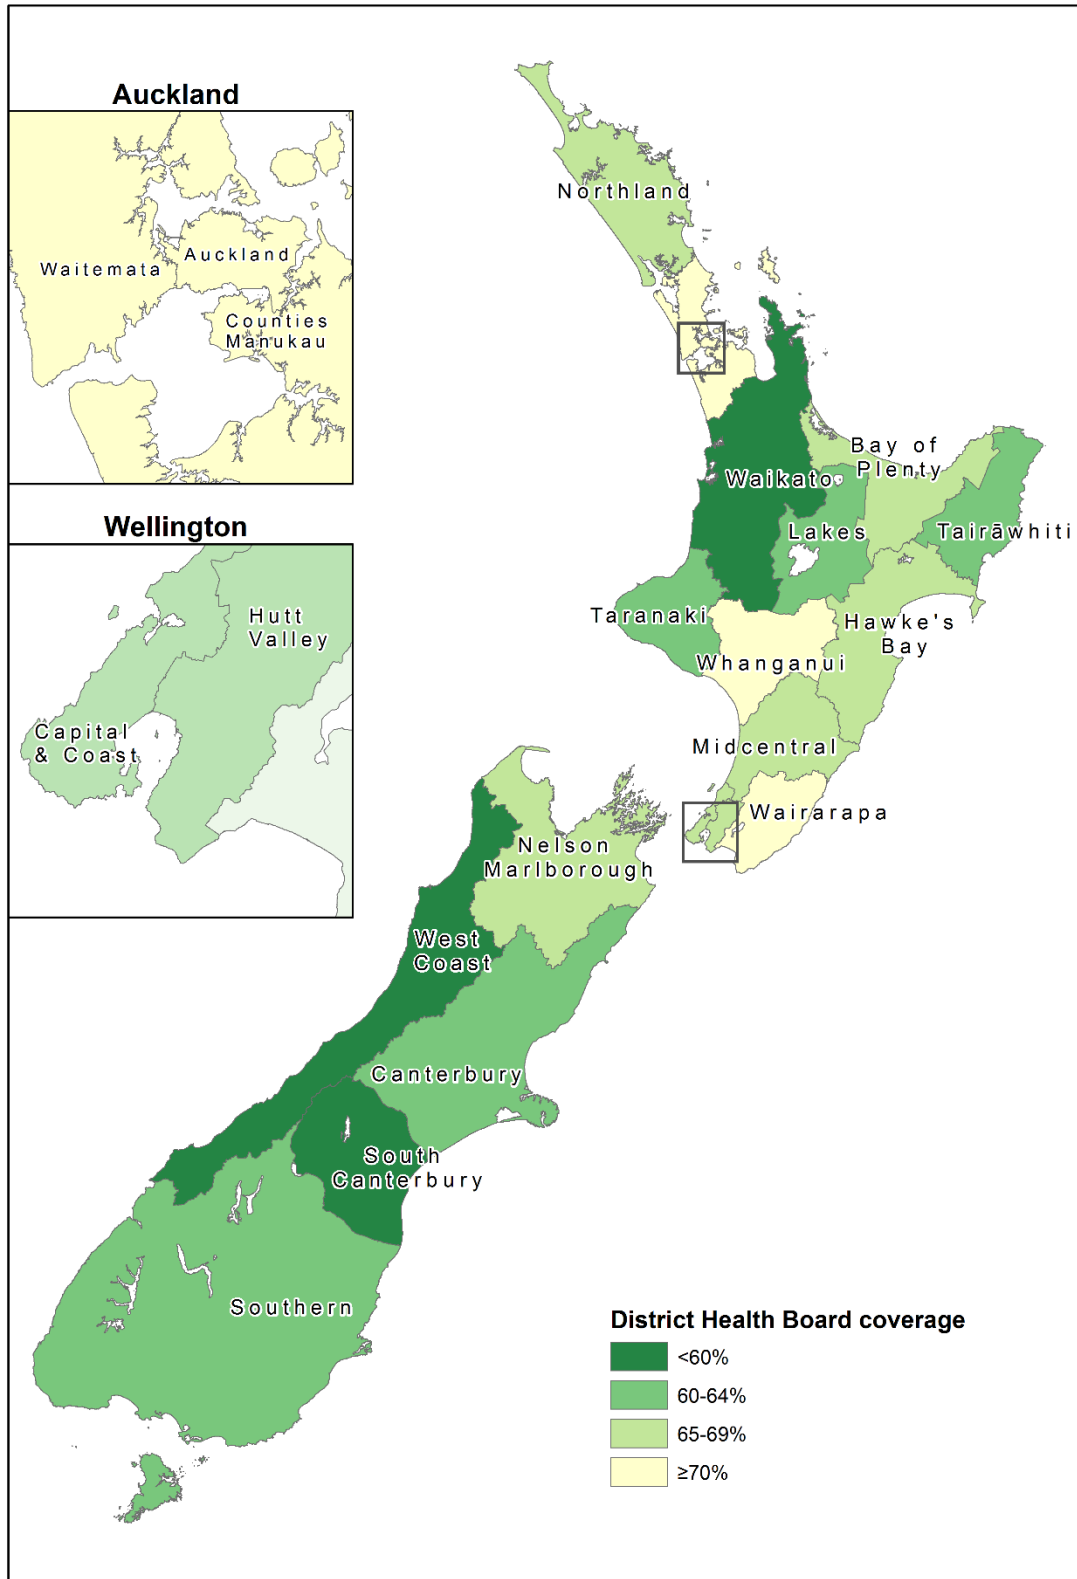 Auckland
Waitemata
Auckland
Counties
Manukau
Wellington
Hutt
Valley
Capital
& Coast
Northland
Bay of
Plenty
Waikato
Lakes
Tairāwhiti
Taranaki
Hawke's
Bay
Whanganui
Midcentral
Wairarapa
Nelson
Marlborough
West
Coast
Canterbury
South
Canterbury
Southern
District Health Board coverage
<60%
60-64%
65-69%
≥70%